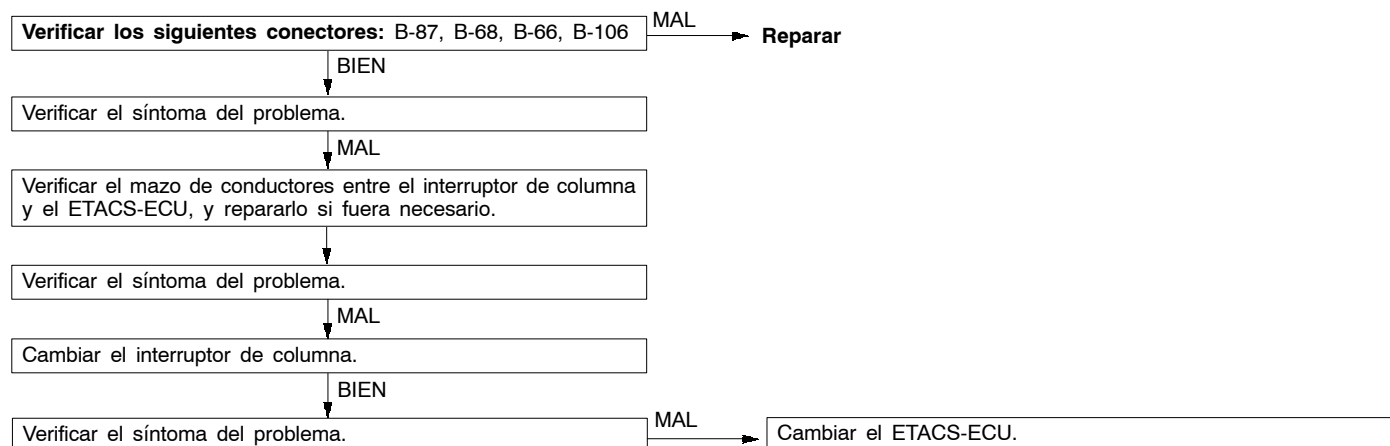 Verificar los siguientes conectores: B-87, B-68, B-66, B-106
MAL
Reparar
BIEN
Verificar el síntoma del problema.
MAL
Verificar el mazo de conductores entre el interruptor de columna
y el ETACS-ECU, y repararlo si fuera necesario.
Verificar el síntoma del problema.
MAL
Cambiar el interruptor de columna.
BIEN
Verificar el síntoma del problema.
MAL
Cambiar el ETACS-ECU.